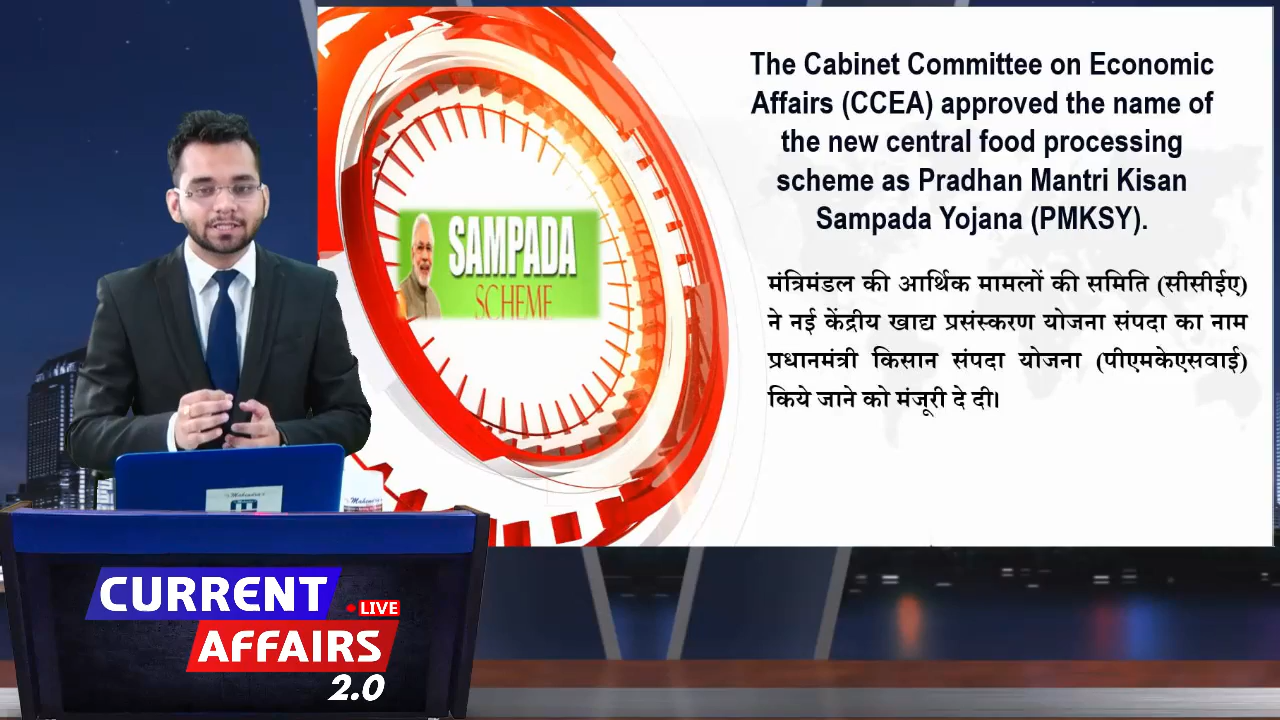 The Cabinet Committee on Economic
Affairs (CCEA) approved the name of
the new central food processing
scheme as Pradhan Mantri Kisan
Sampada Yojana (PMKSY).
मंत्रिमंडल की आर्थिक मामलों की समिति (सीसीईए)
ने नई केंद्रीय खाद्य प्रसंस्करण योजना संपदा का नाम
प्रधानमंत्री किसान संपदा योजना (पीएमकेएसवाई)
किये जाने को मंजूरी दे दी।
SAMPADA
SCHEME
Mahendra's
CURRENT
LIVE
AFFAIRS
2.0